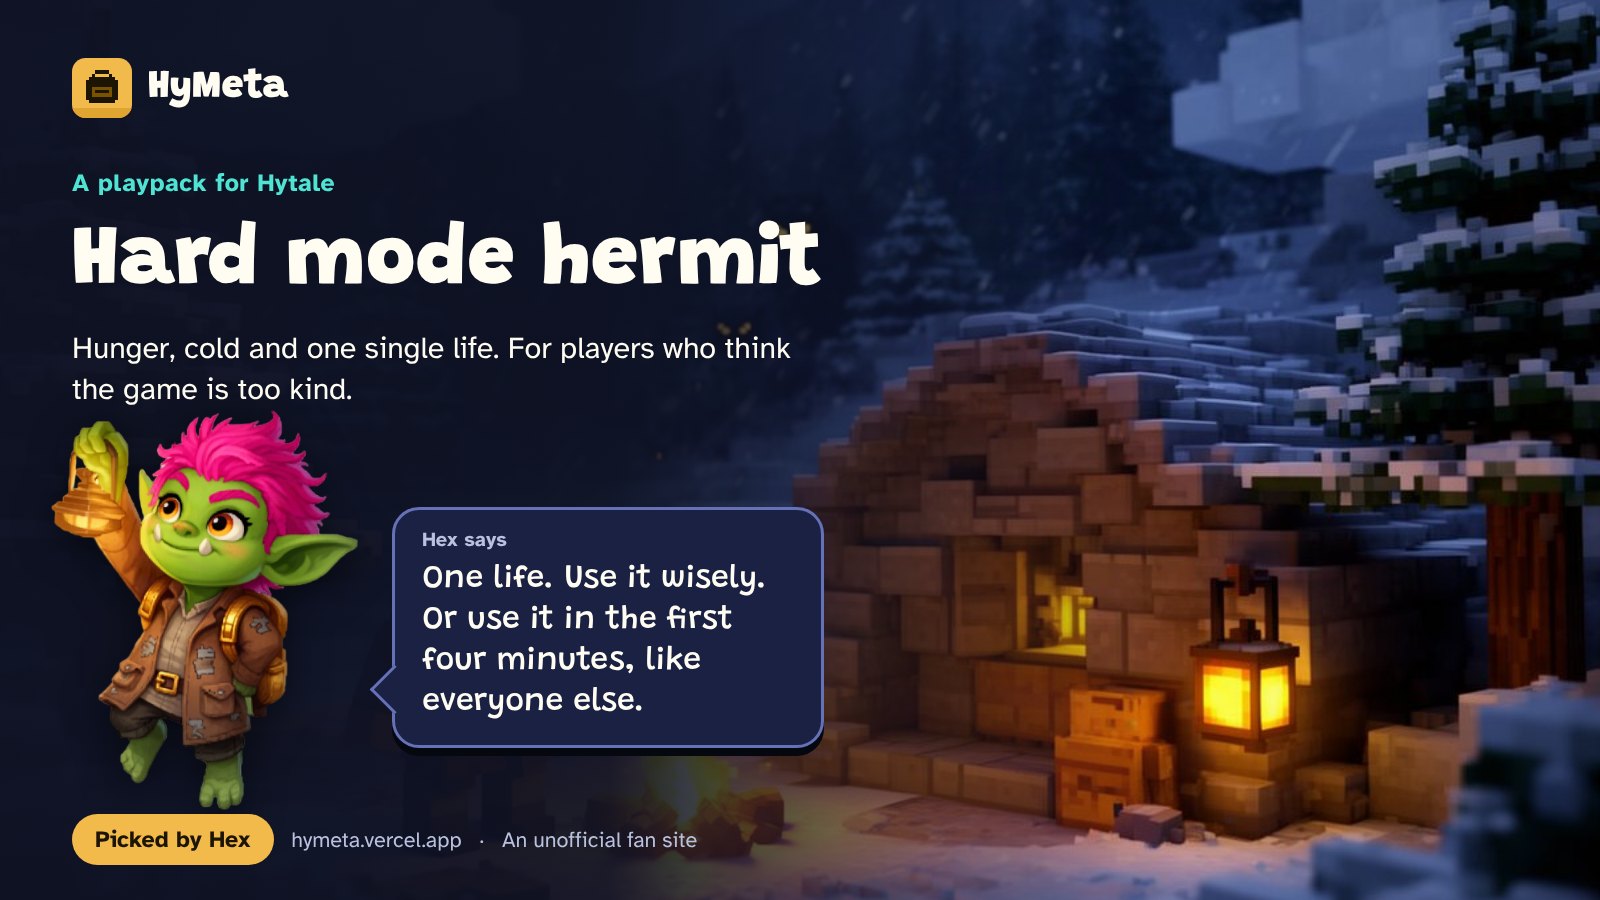 HyMeta
A playpack for Hytale
Hard mode hermit
Hunger, cold and one single life. For players who think
the game is too kind.
Hex says
One life. Use it wisely.
Or use it in the first
four minutes, like
everyone else.
Picked by Hex
hymeta.vercel.app · An unofficial fan site